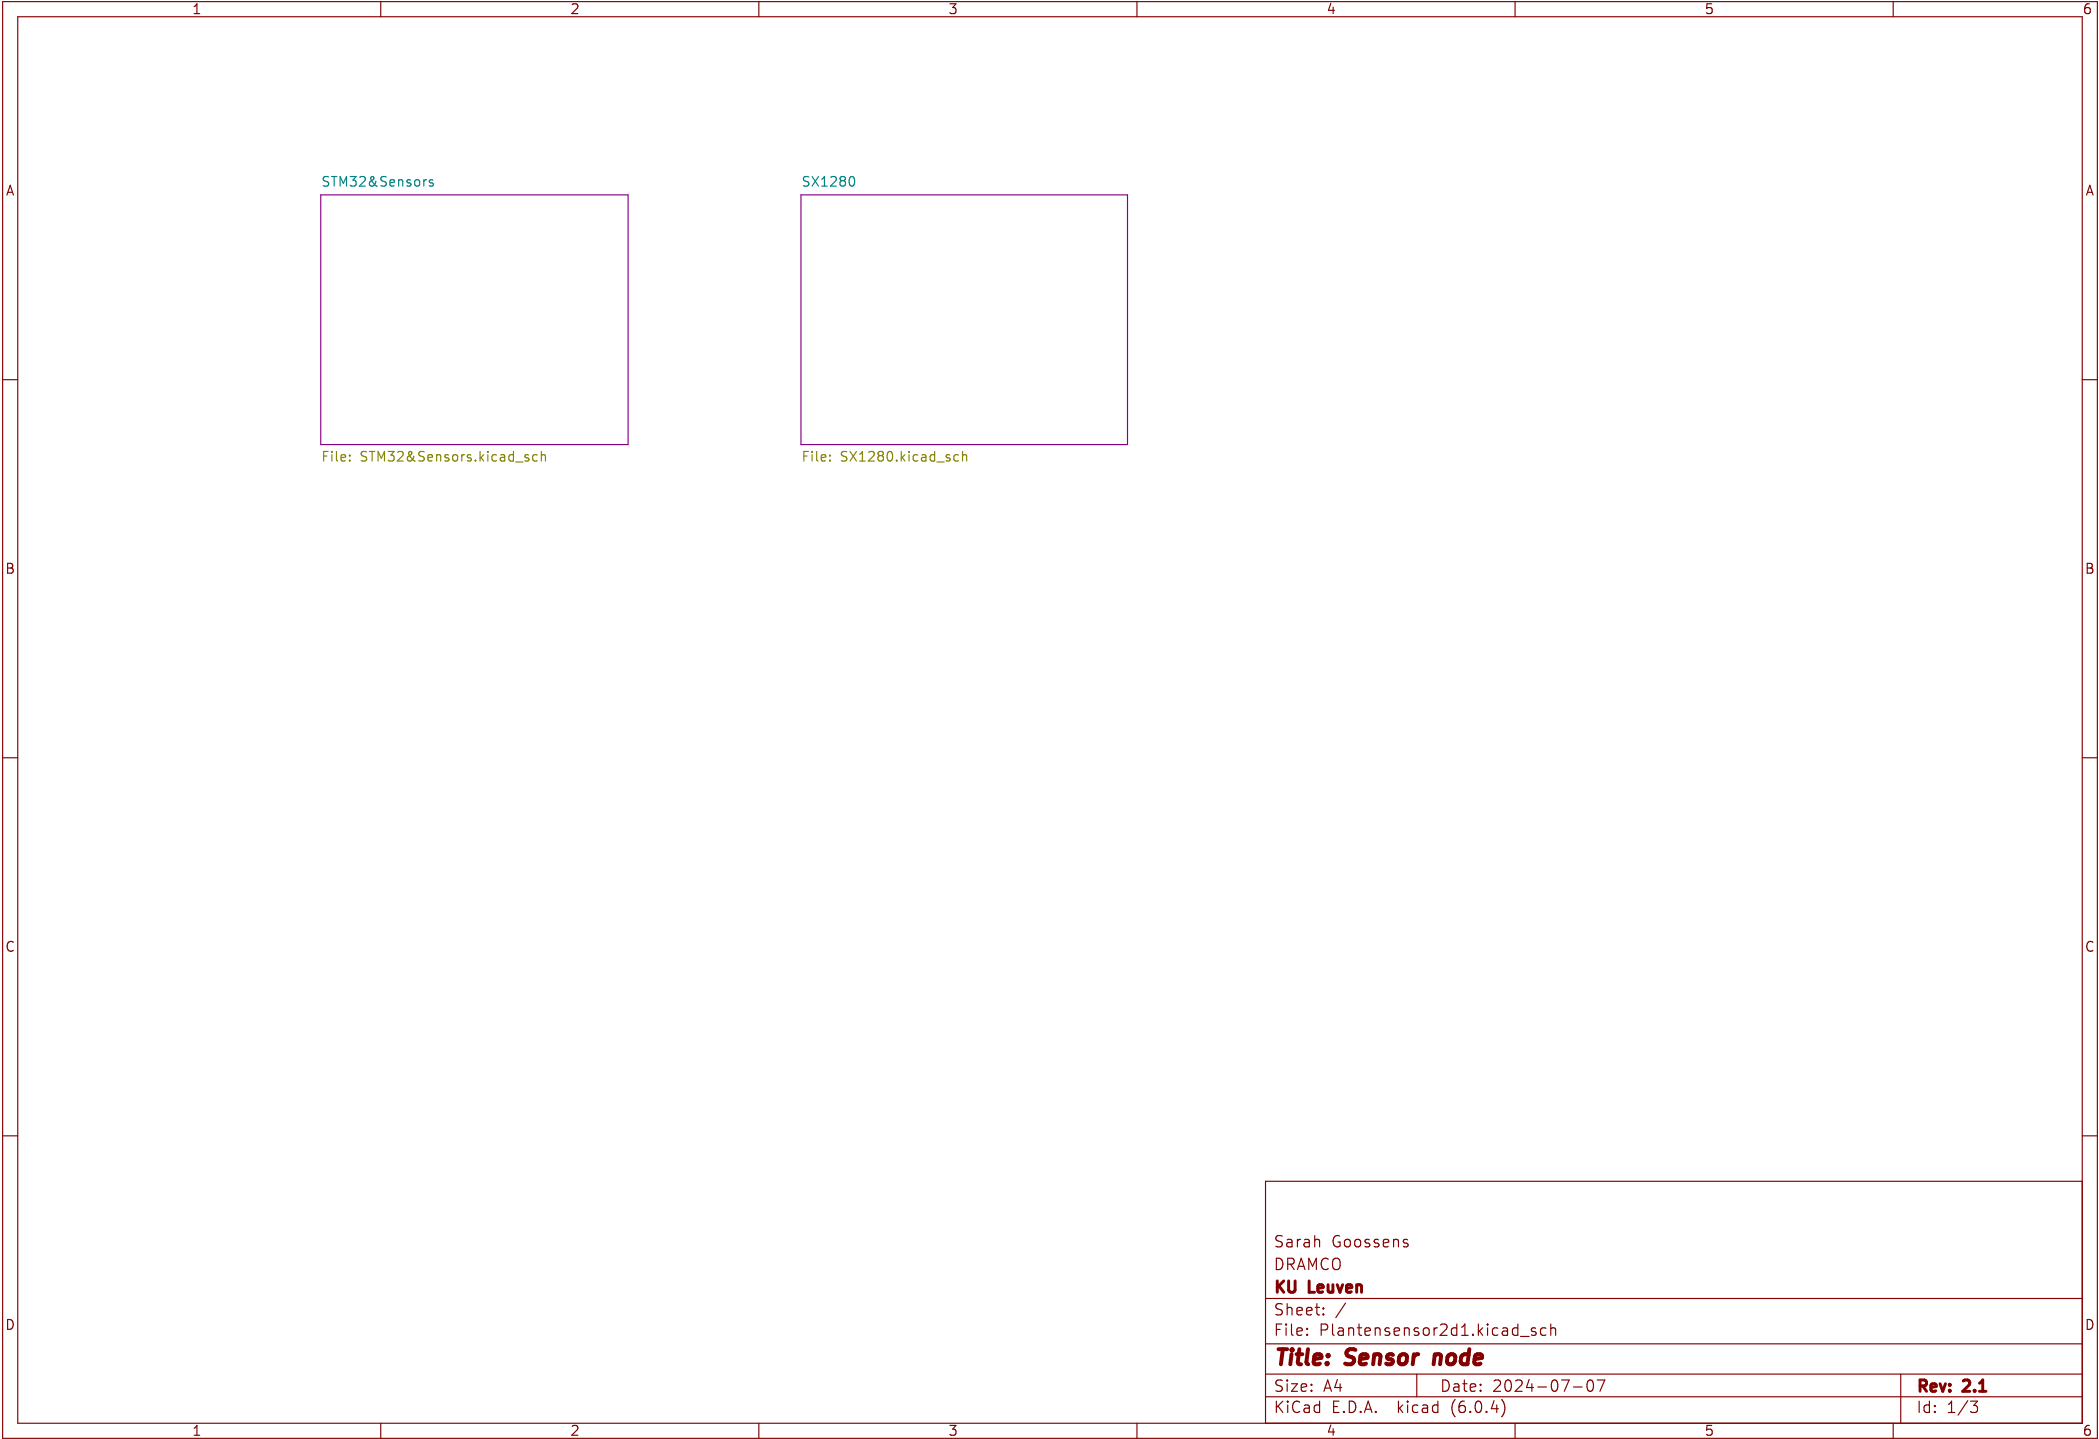 1 2 3 4 5 6
STM32&Sensors SX1280
A A
File: STM32&Sensors.kicad_sch File: SX1280.kicad_sch
B B
C C
Sarah Goossens
DRAMCO
KU Leuven
Sheet: /
D D
File: Plantensensor2d1.kicad_sch
Title: Sensor node
Size: A4 Date: 2024-07-07 Rev: 2.1
KiCad E.D.A. kicad (6.0.4) Id: 1/3
1 2 3 4 5 6